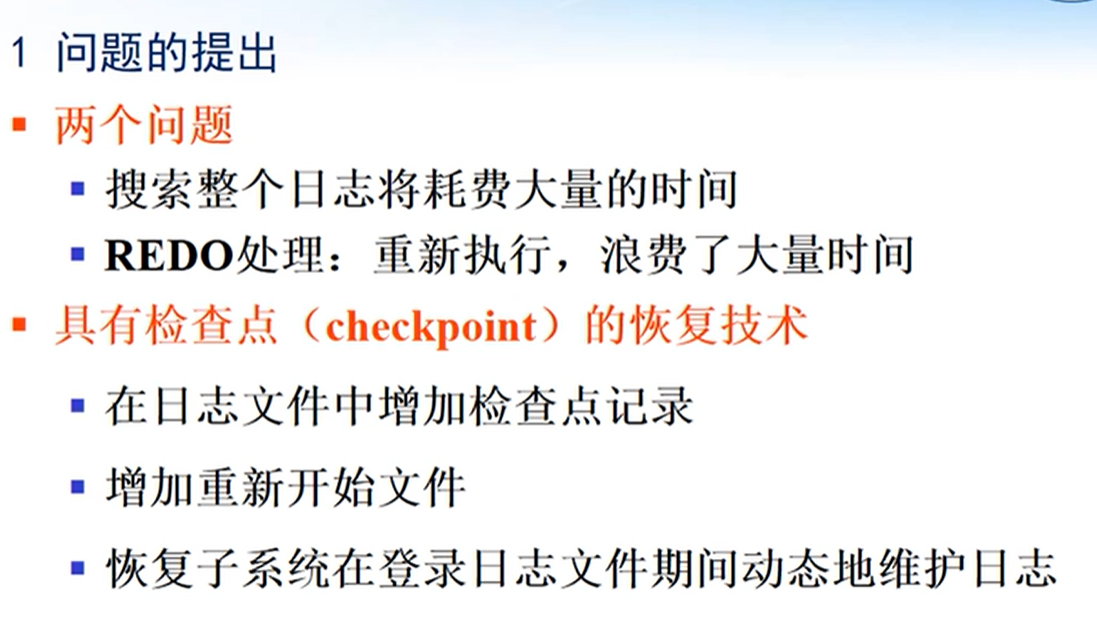 1 问题的提出
两个问题
搜索整个日志将耗费大量的时间
REDO处理：重新执行，浪费了大量时间
具有检查点（checkpoint）的恢复技术
在日志文件中增加检查点记录
增加重新开始文件
恢复子系统在登录日志文件期间动态地维护日志